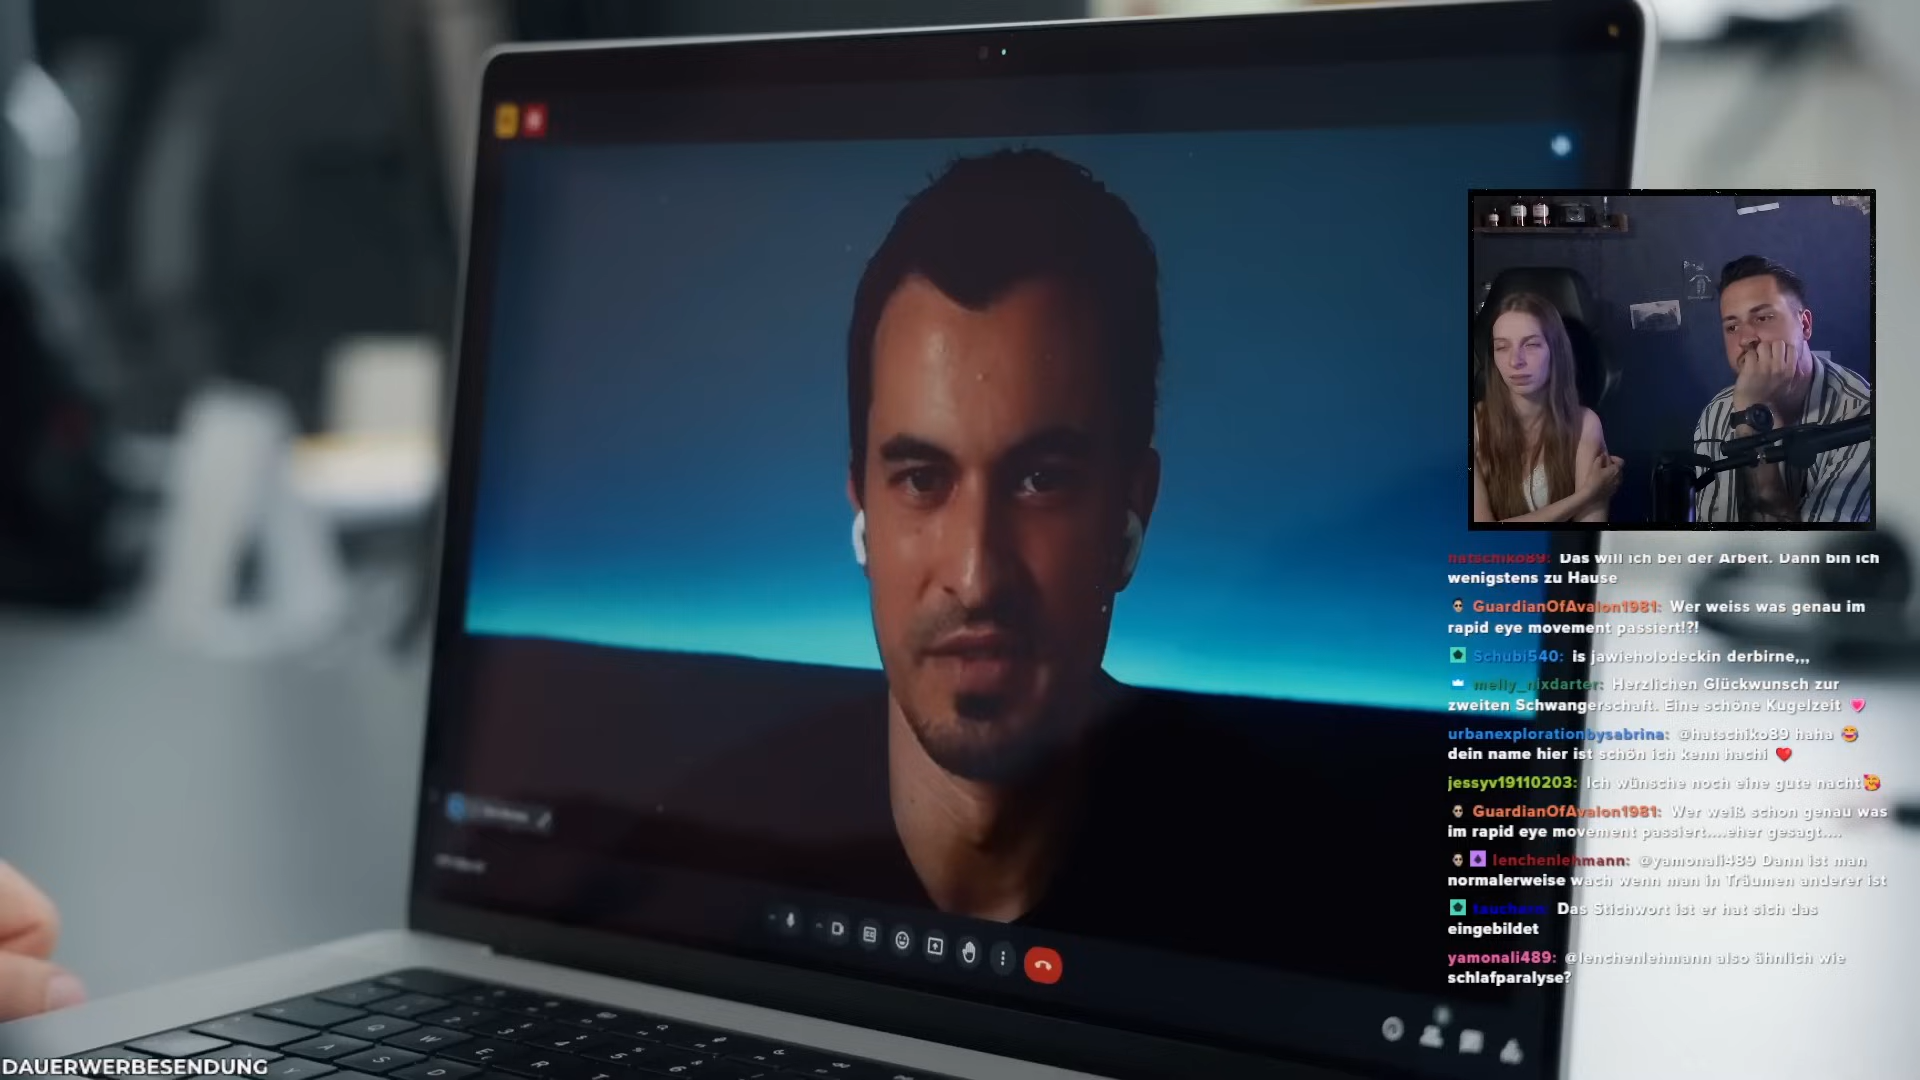 hatschiko89: Das will ich bei der Arbeit. Dann bin ich
wenigstens zu Hause
GuardianOfAvalon1981: Wer weiss was genau im
rapid eye movement passiert!?!
Schubi540: is jawieholodeckin derbirne,,,
melly_nixdarter: Herzlichen Glückwunsch zur
zweiten Schwangerschaft. Eine schöne Kugelzeit 💗
urbanexplorationbysabrina: @hatschiko89 haha 😂
dein name hier ist schön ich kenn hachi ❤️
jessyv19110203: Ich wünsche noch eine gute nacht🥰
GuardianOfAvalon1981: Wer weiß schon genau was
im rapid eye movement passiert....eher gesagt....
lenchenlehmann: @yamonali489 Dann ist man
normalerweise wach wenn man in Träumen anderer ist
Das Stichwort ist er hat sich das
eingebildet
yamonali489: @lenchenlehmann also ähnlich wie
schlafparalyse?
DAUERWERBESENDUNG